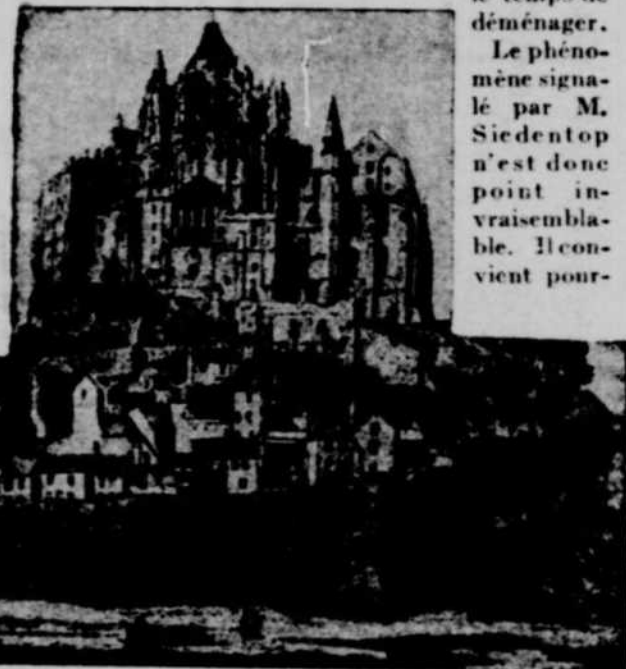 déménager.
Le phéno-
mène signa-
lé par M.
Siedentop
n'est donc
point in-
vraisembla-
ble. Il con-
vient pour-